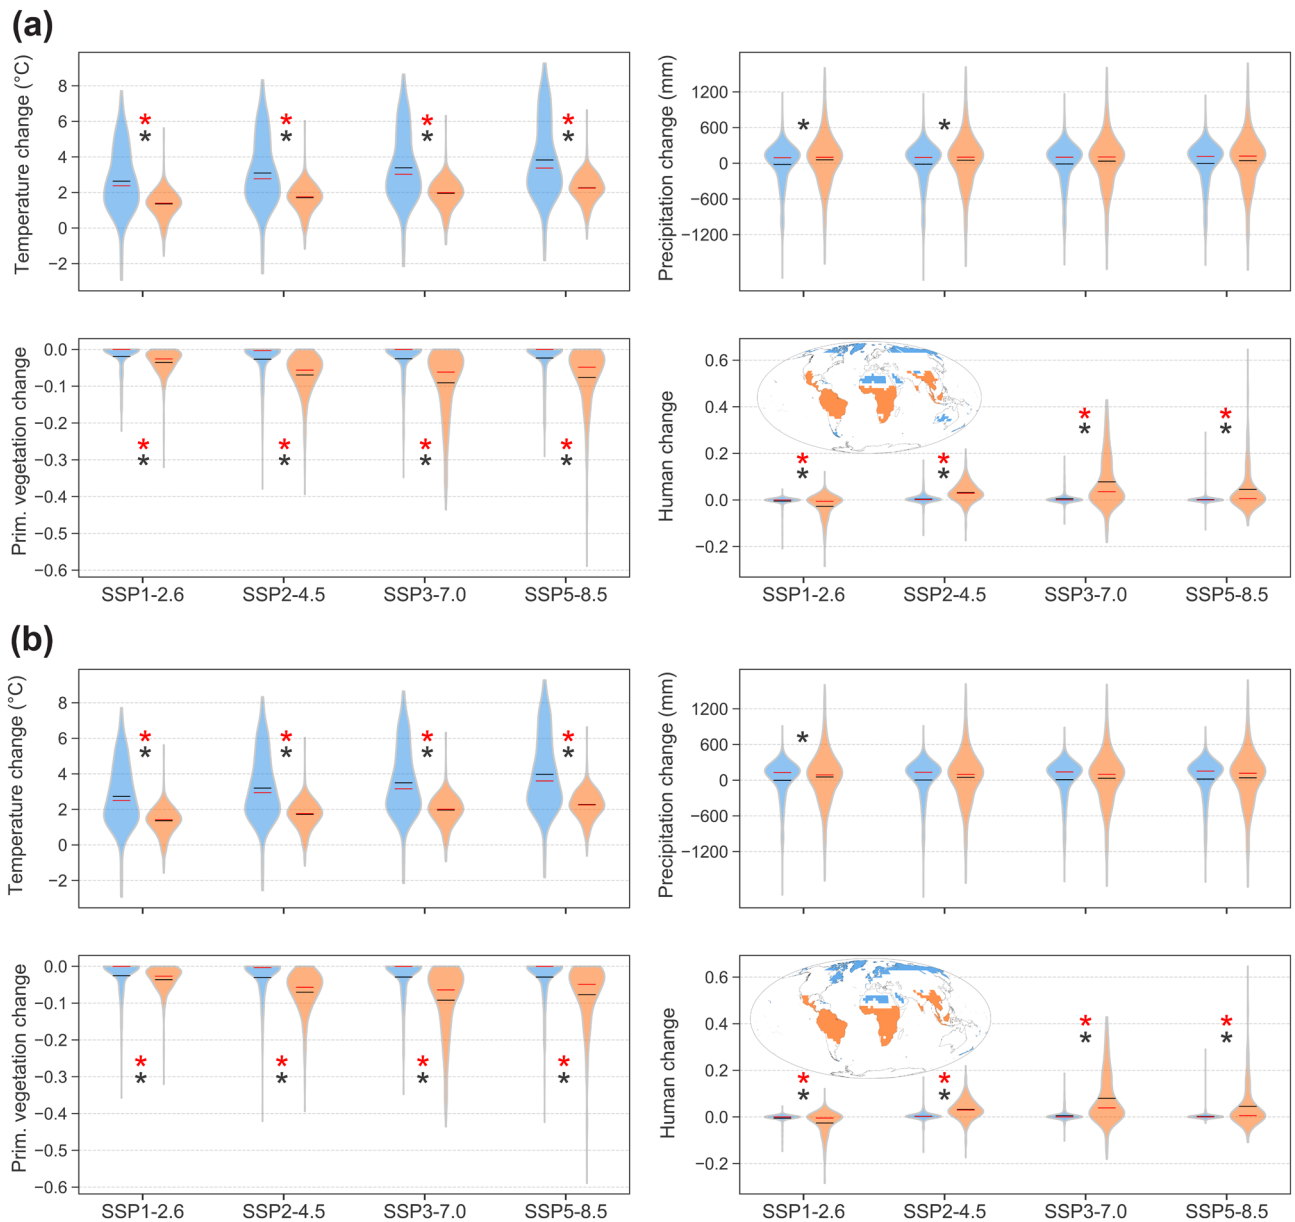 (a)
Temperature change (°C)
8
6
4
2
0
−2
* * * *
* * * *
Precipitation change (mm)
1200
600
0
−600
−1200
* *
Prim. vegetation change
0.0
−0.1
−0.2
−0.3
−0.4
−0.5
−0.6
* * * *
* * * *
SSP1-2.6 SSP2-4.5 SSP3-7.0 SSP5-8.5
Human change
0.6
0.4
0.2
0.0
−0.2
* * * *
* * * *
SSP1-2.6 SSP2-4.5 SSP3-7.0 SSP5-8.5
(b)
Temperature change (°C)
8
6
4
2
0
−2
* * * *
* * * *
Precipitation change (mm)
1200
600
0
−600
−1200
*
Prim. vegetation change
0.0
−0.1
−0.2
−0.3
−0.4
−0.5
−0.6
* * * *
* * * *
SSP1-2.6 SSP2-4.5 SSP3-7.0 SSP5-8.5
Human change
0.6
0.4
0.2
0.0
−0.2
* * * *
* * * *
SSP1-2.6 SSP2-4.5 SSP3-7.0 SSP5-8.5